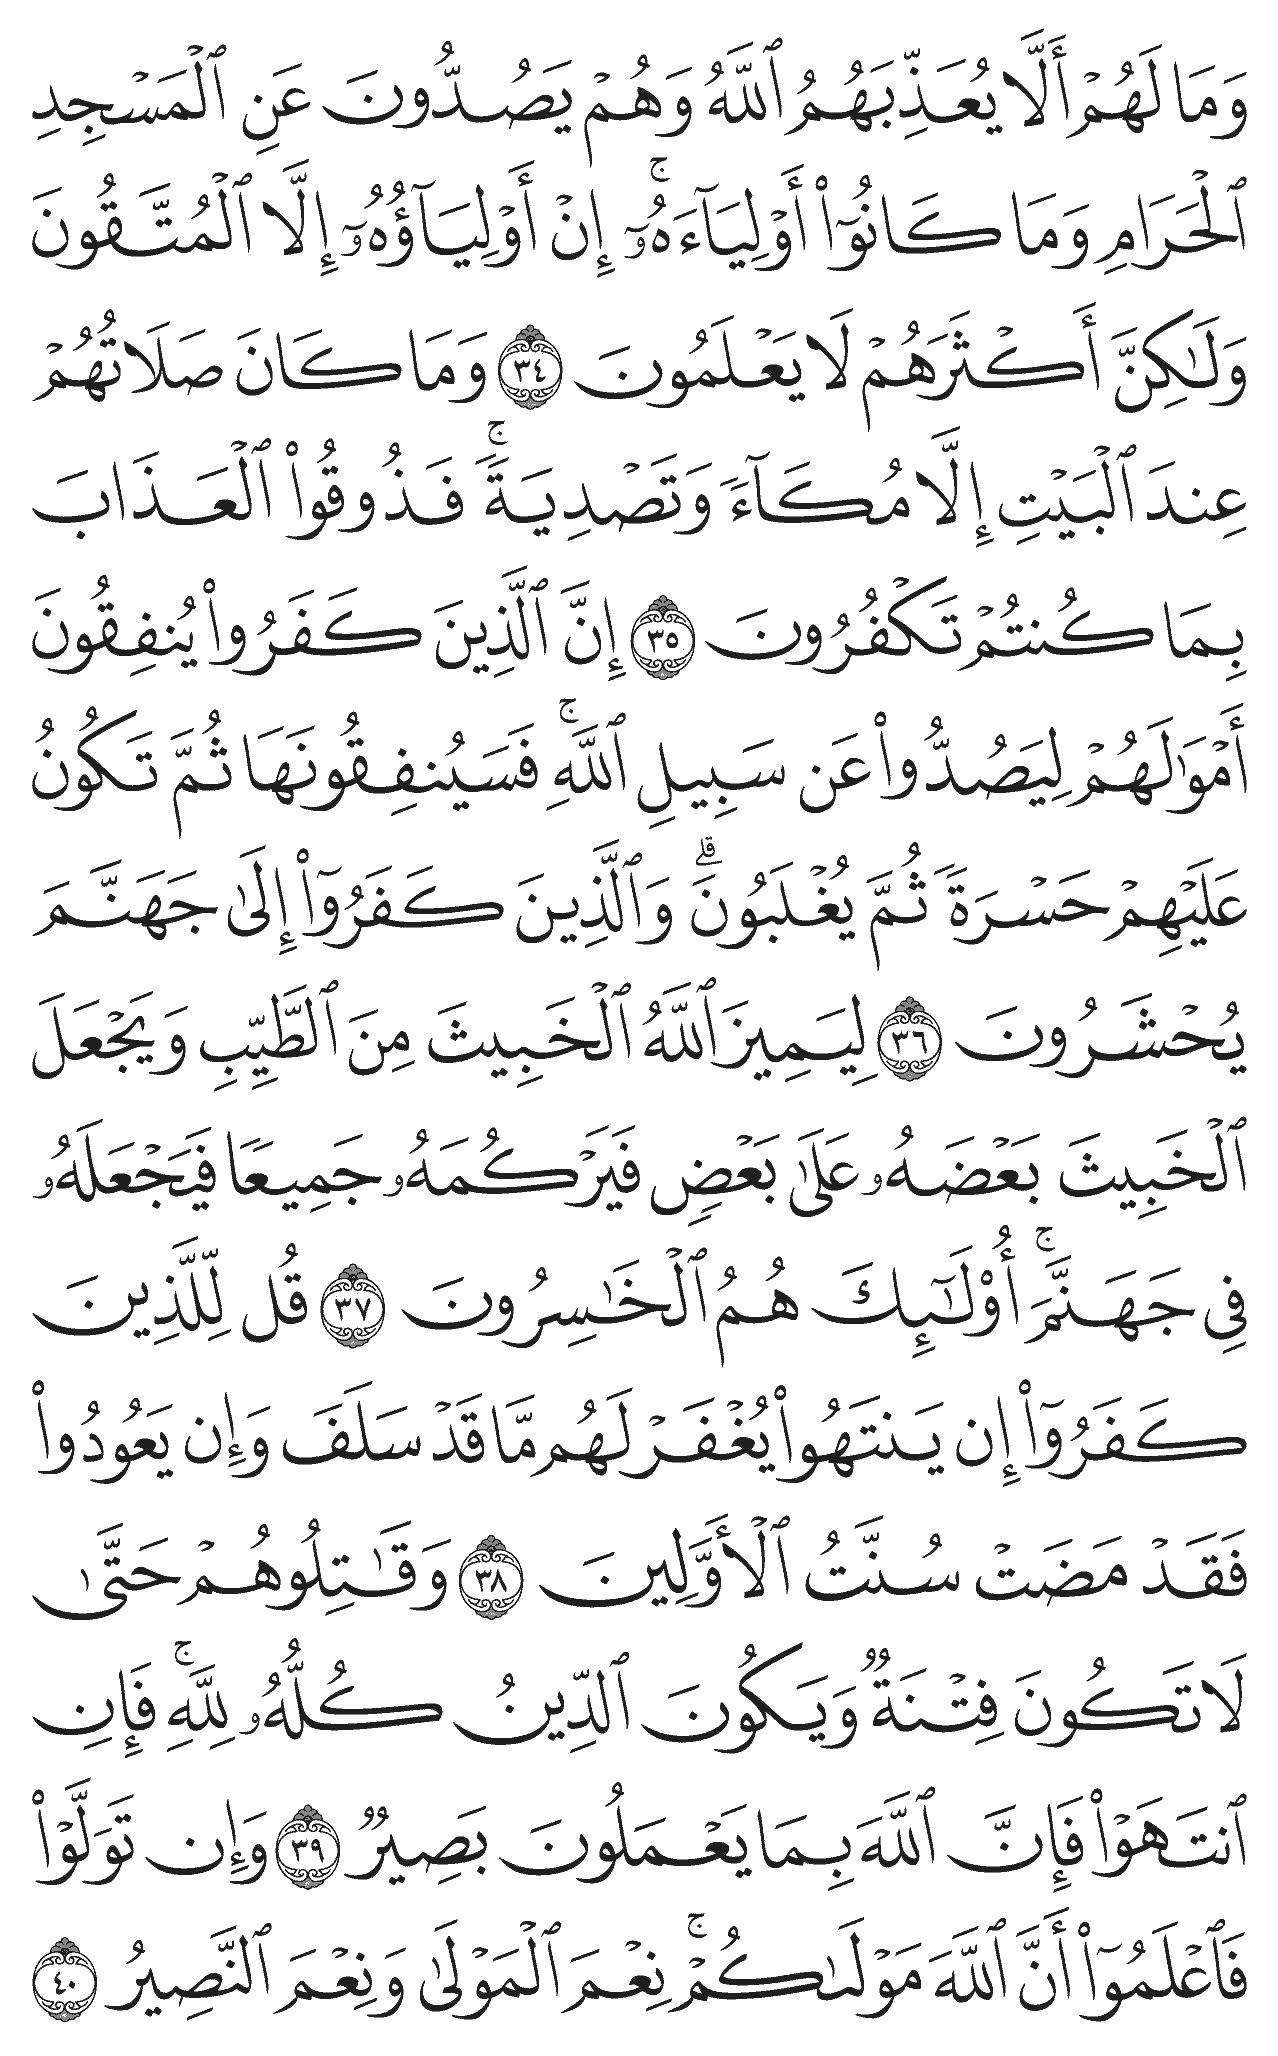 وَمَا لَهُمْ أَلَّا يُعَذِّبَهُمُ ٱللَّهُ وَهُمْ يَصُدُّونَ عَنِ ٱلْمَسْجِدِ
ٱلْحَرَامِ وَمَا كَانُوٓا۟ أَوْلِيَآءَهُۥٓ ۚ إِنْ أَوْلِيَآؤُهُۥٓ إِلَّا ٱلْمُتَّقُونَ
وَلَـٰكِنَّ أَكْثَرَهُمْ لَا يَعْلَمُونَ ٣٤ وَمَا كَانَ صَلَاتُهُمْ
عِندَ ٱلْبَيْتِ إِلَّا مُكَآءً وَتَصْدِيَةً ۚ فَذُوقُوا۟ ٱلْعَذَابَ
بِمَا كُنتُمْ تَكْفُرُونَ ٣٥ إِنَّ ٱلَّذِينَ كَفَرُوا۟ يُنفِقُونَ
أَمْوَٰلَهُمْ لِيَصُدُّوا۟ عَن سَبِيلِ ٱللَّهِ ۚ فَسَيُنفِقُونَهَا ثُمَّ تَكُونُ
عَلَيْهِمْ حَسْرَةً ثُمَّ يُغْلَبُونَ ۗ وَٱلَّذِينَ كَفَرُوٓا۟ إِلَىٰ جَهَنَّمَ
يُحْشَرُونَ ٣٦ لِيَمِيزَ ٱللَّهُ ٱلْخَبِيثَ مِنَ ٱلطَّيِّبِ وَيَجْعَلَ
ٱلْخَبِيثَ بَعْضَهُۥ عَلَىٰ بَعْضٍ فَيَرْكُمَهُۥ جَمِيعًا فَيَجْعَلَهُۥ
فِى جَهَنَّمَ ۚ أُو۟لَـٰٓئِكَ هُمُ ٱلْخَـٰسِرُونَ ٣٧ قُل لِّلَّذِينَ
كَفَرُوٓا۟ إِن يَنتَهُوا۟ يُغْفَرْ لَهُم مَّا قَدْ سَلَفَ وَإِن يَعُودُوا۟
فَقَدْ مَضَتْ سُنَّتُ ٱلْأَوَّلِينَ ٣٨ وَقَـٰتِلُوهُمْ حَتَّىٰ
لَا تَكُونَ فِتْنَةٌ وَيَكُونَ ٱلدِّينُ كُلُّهُۥ لِلَّهِ ۚ فَإِنِ
ٱنتَهَوْا۟ فَإِنَّ ٱللَّهَ بِمَا يَعْمَلُونَ بَصِيرٌ ٣٩ وَإِن تَوَلَّوْا۟
فَٱعْلَمُوٓا۟ أَنَّ ٱللَّهَ مَوْلَىٰكُمْ ۚ نِعْمَ ٱلْمَوْلَىٰ وَنِعْمَ ٱلنَّصِيرُ ٤٠